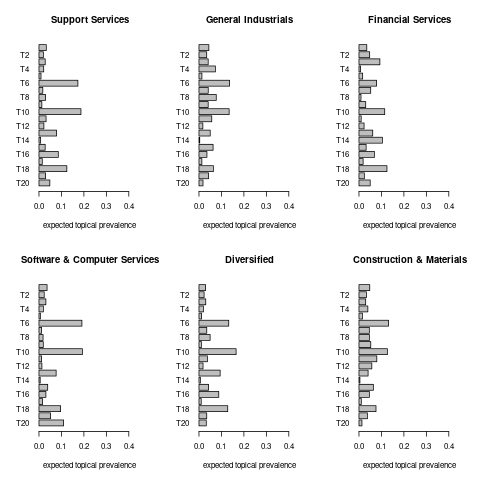 Support Services
T2
T4
T6
T8
T10
T12
T14
T16
T18
T20
0.0 0.1 0.2 0.3 0.4
expected topical prevalence
General Industrials
T2
T4
T6
T8
T10
T12
T14
T16
T18
T20
0.0 0.1 0.2 0.3 0.4
expected topical prevalence
Financial Services
T2
T4
T6
T8
T10
T12
T14
T16
T18
T20
0.0 0.1 0.2 0.3 0.4
expected topical prevalence
Software & Computer Services
T2
T4
T6
T8
T10
T12
T14
T16
T18
T20
0.0 0.1 0.2 0.3 0.4
expected topical prevalence
Diversified
T2
T4
T6
T8
T10
T12
T14
T16
T18
T20
0.0 0.1 0.2 0.3 0.4
expected topical prevalence
Construction & Materials
T2
T4
T6
T8
T10
T12
T14
T16
T18
T20
0.0 0.1 0.2 0.3 0.4
expected topical prevalence